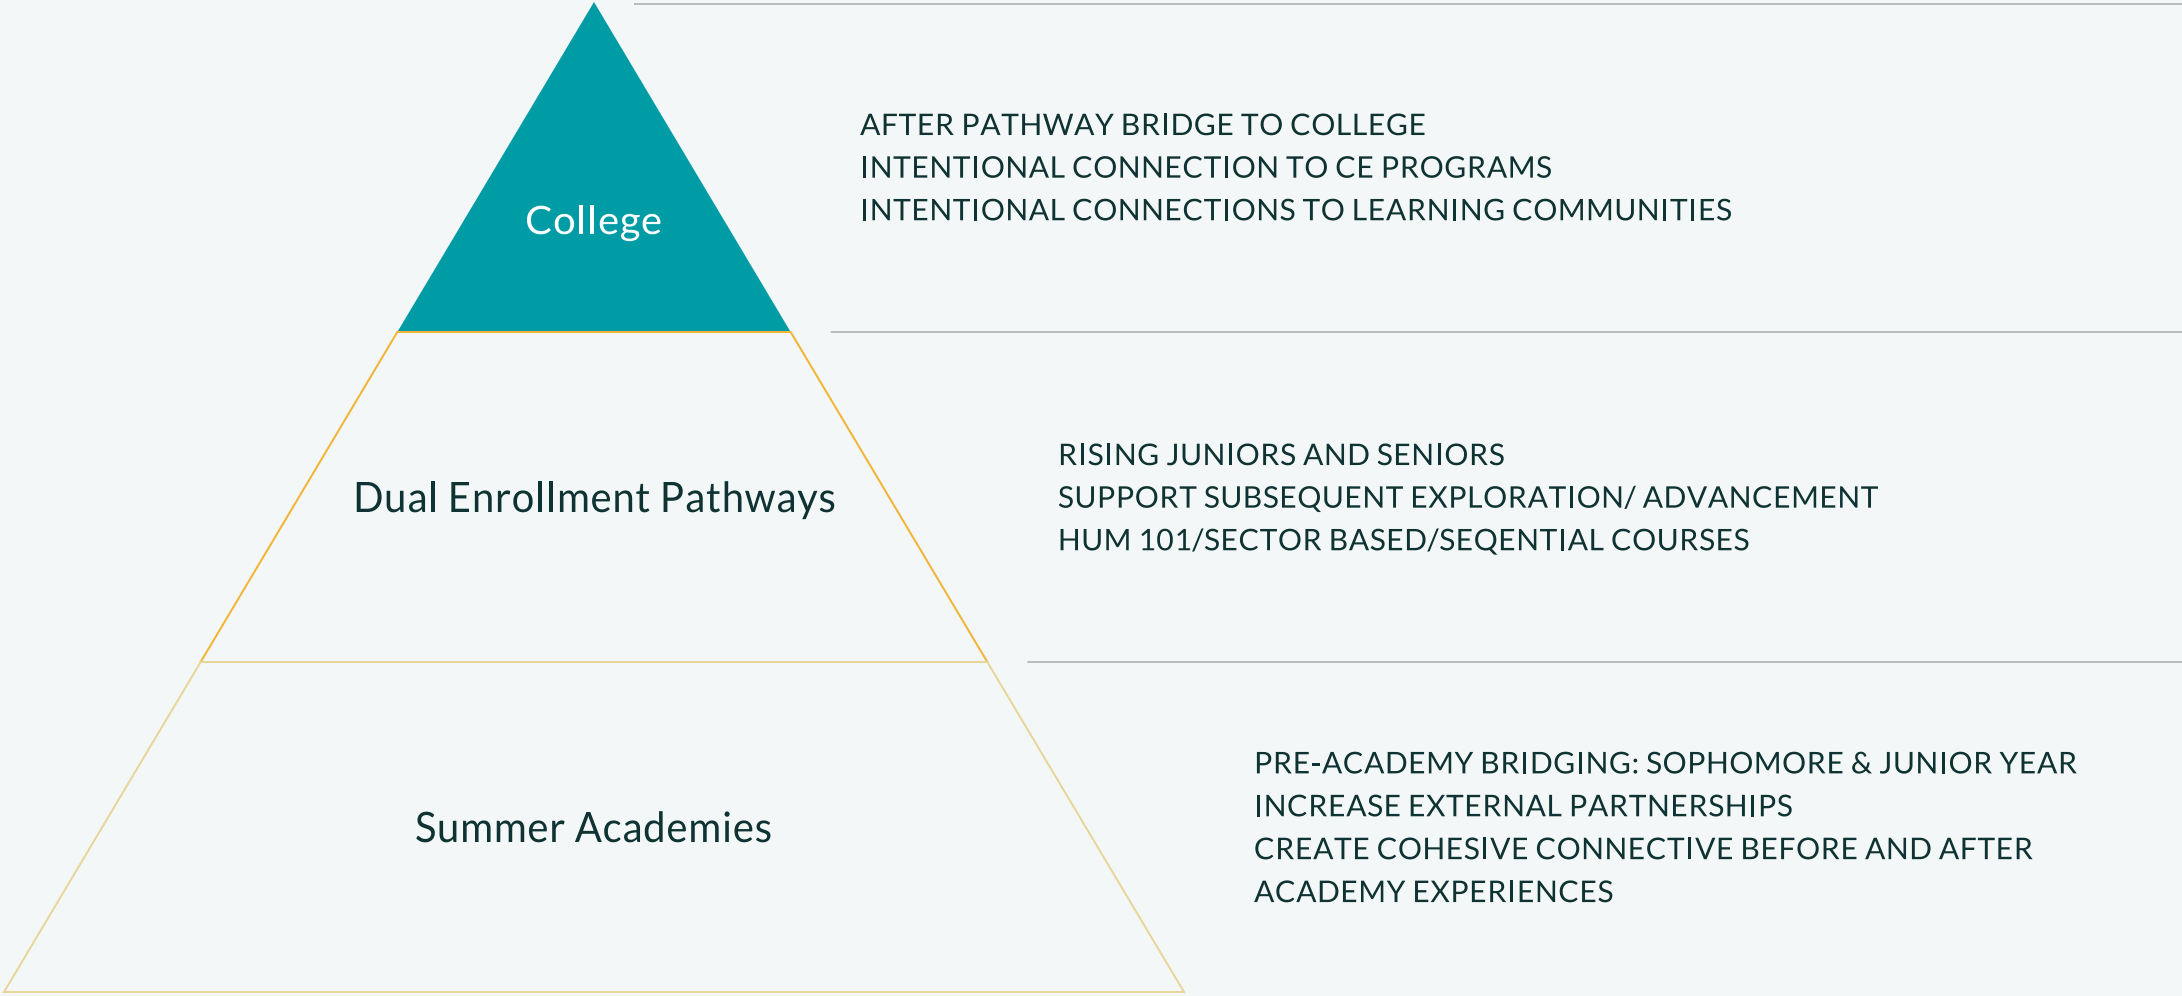 College
AFTER PATHWAY BRIDGE TO COLLEGE
INTENTIONAL CONNECTION TO CE PROGRAMS
INTENTIONAL CONNECTIONS TO LEARNING COMMUNITIES
Dual Enrollment Pathways
RISING JUNIORS AND SENIORS
SUPPORT SUBSEQUENT EXPLORATION/ ADVANCEMENT
HUM 101/SECTOR BASED/SEQENTIAL COURSES
Summer Academies
PRE-ACADEMY BRIDGING: SOPHOMORE & JUNIOR YEAR
INCREASE EXTERNAL PARTNERSHIPS
CREATE COHESIVE CONNECTIVE BEFORE AND AFTER
ACADEMY EXPERIENCES